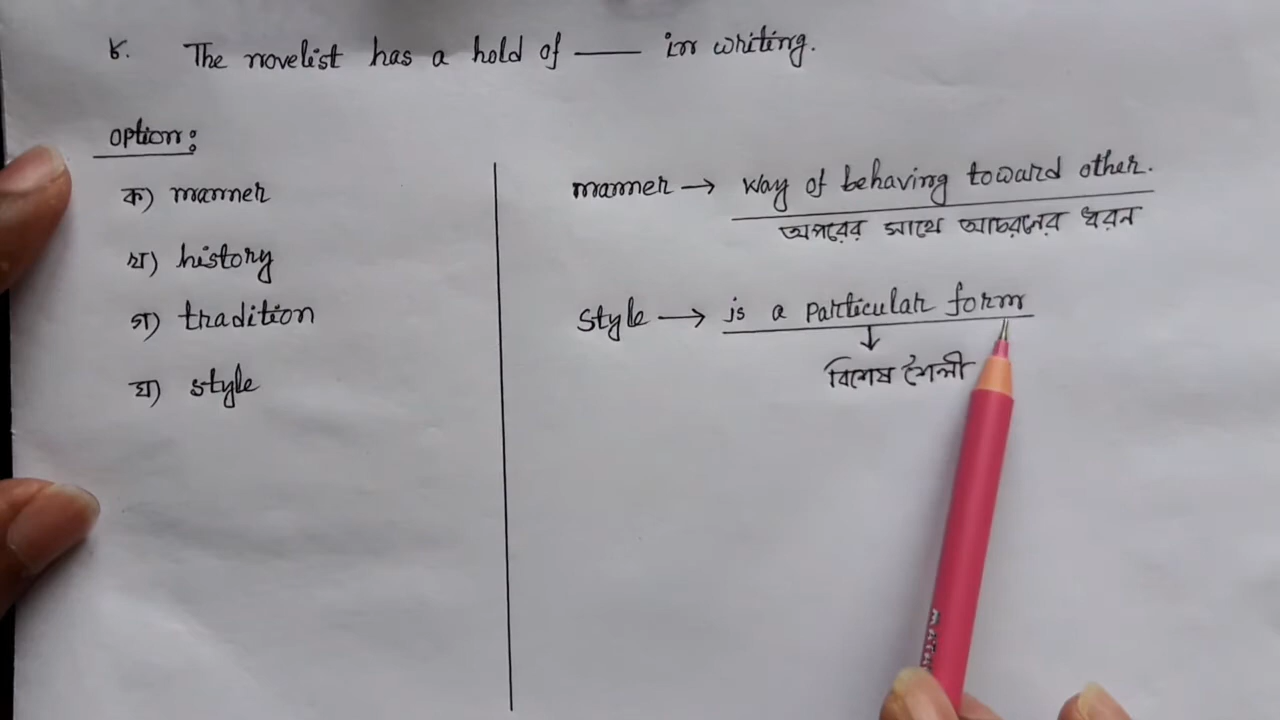 ৮. The novelist has a hold of —— in writing.
option:
ক) manner
খ) history
গ) tradition
ঘ) style
manner → way of behaving toward other.
অপরের সাথে আচরনের ধরন
style → is a particular form
↓
বিশেষ শৈলী